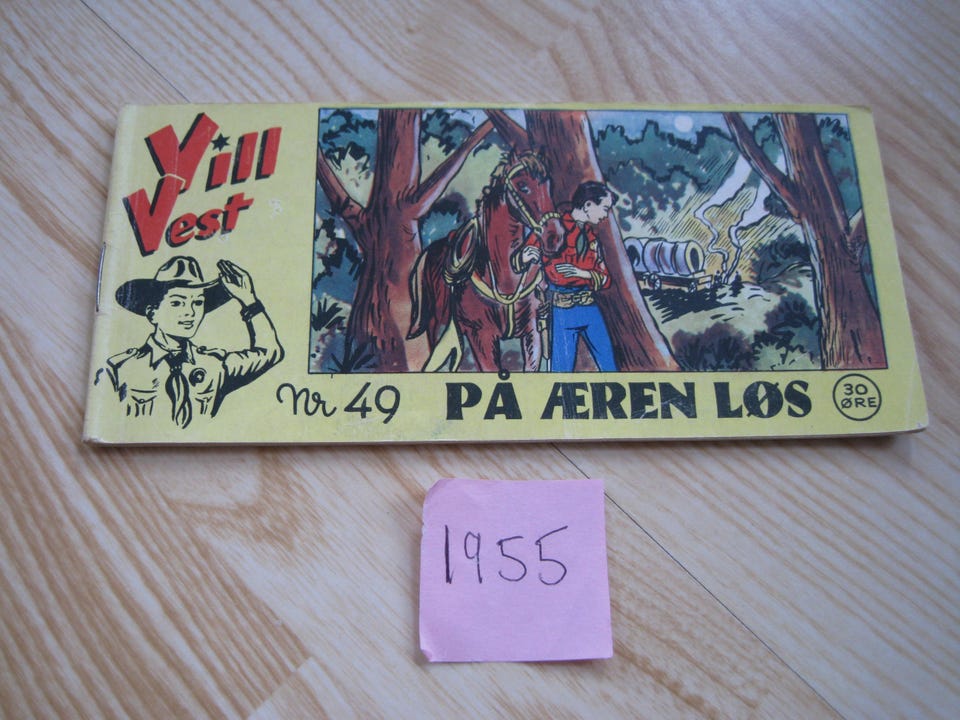 Vill
Vest
Nr 49 PÅ ÆREN LØS
30
ØRE
1955